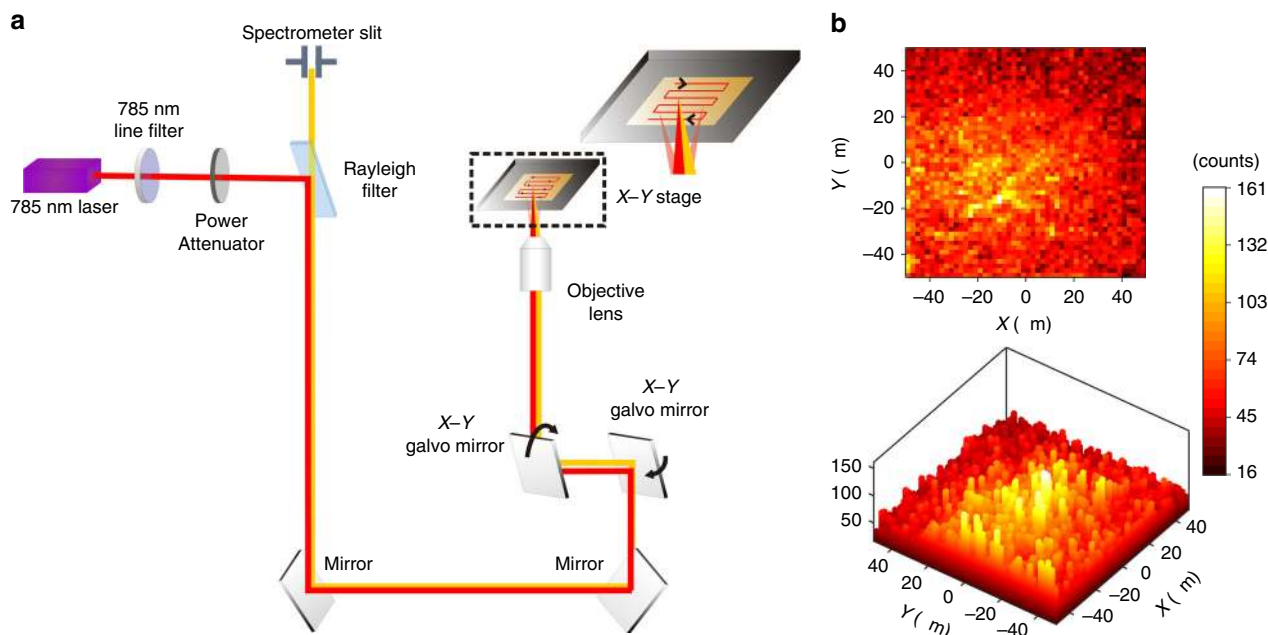 a
Spectrometer slit
785 nm
line filter
Rayleigh
filter
785 nm laser
Power
Attenuator
X–Y stage
Objective
lens
X–Y
galvo mirror
X–Y
galvo mirror
Mirror
Mirror
b
40
20
0
–20
–40
Y ( m)
–40
–20
0
20
40
X ( m)
(counts)
161
132
103
74
45
16
150
100
50
40
20
0
–20
–40
Y ( m)
40
20
0
–20
–40
X ( m)